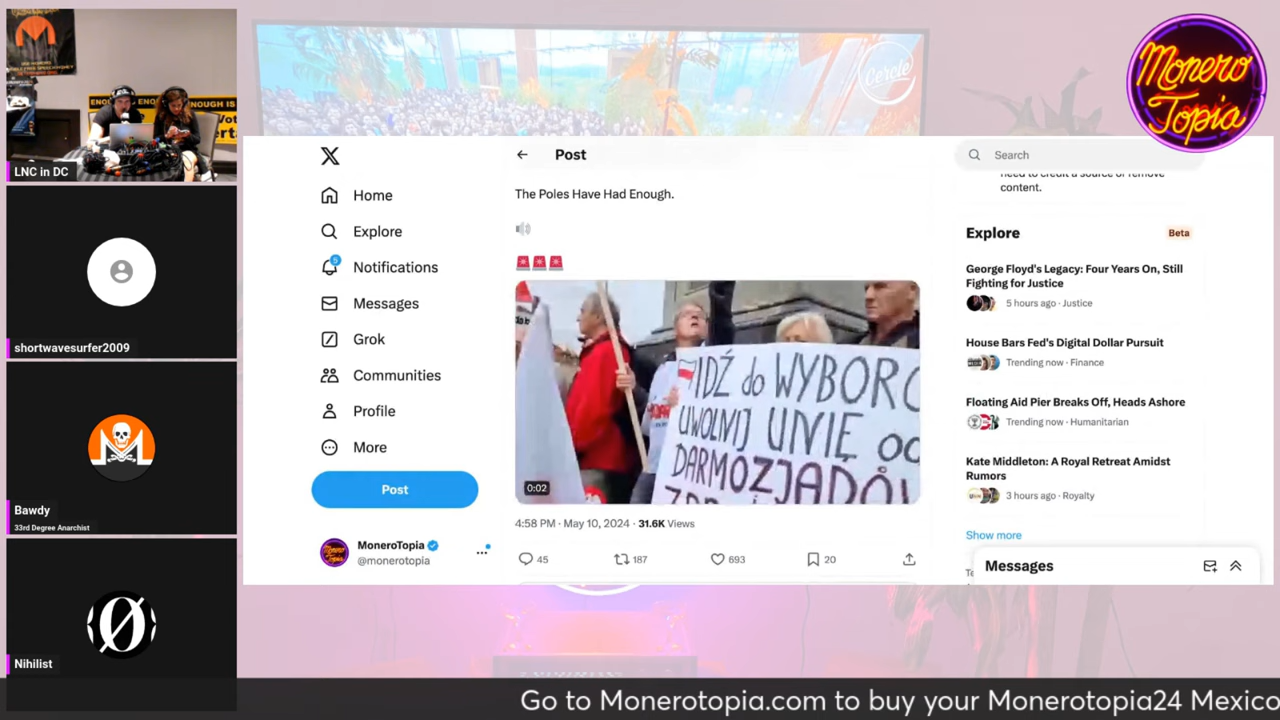 LNC in DC
shortwavesurfer2009
Bawdy
33rd Degree Anarchist
Nihilist
Home
Explore
5
Notifications
Messages
Grok
Communities
Profile
More
Post
MoneroTopia
@monerotopia
Post
The Poles Have Had Enough.
IDŹ do WYBORC
UWOLNIJ UNIĘ OD
DARMOZJADÓW
0:02
4:58 PM · May 10, 2024 · 31.6K Views
45
187
693
20
Search
need to credit a source or remove
content.
Explore
Beta
George Floyd's Legacy: Four Years On, Still
Fighting for Justice
5 hours ago · Justice
House Bars Fed's Digital Dollar Pursuit
Trending now · Finance
Floating Aid Pier Breaks Off, Heads Ashore
Trending now · Humanitarian
Kate Middleton: A Royal Retreat Amidst
Rumors
3 hours ago · Royalty
Show more
Messages
Monero
Topia
Cercle
Go to Monerotopia.com to buy your Monerotopia24 Mexico